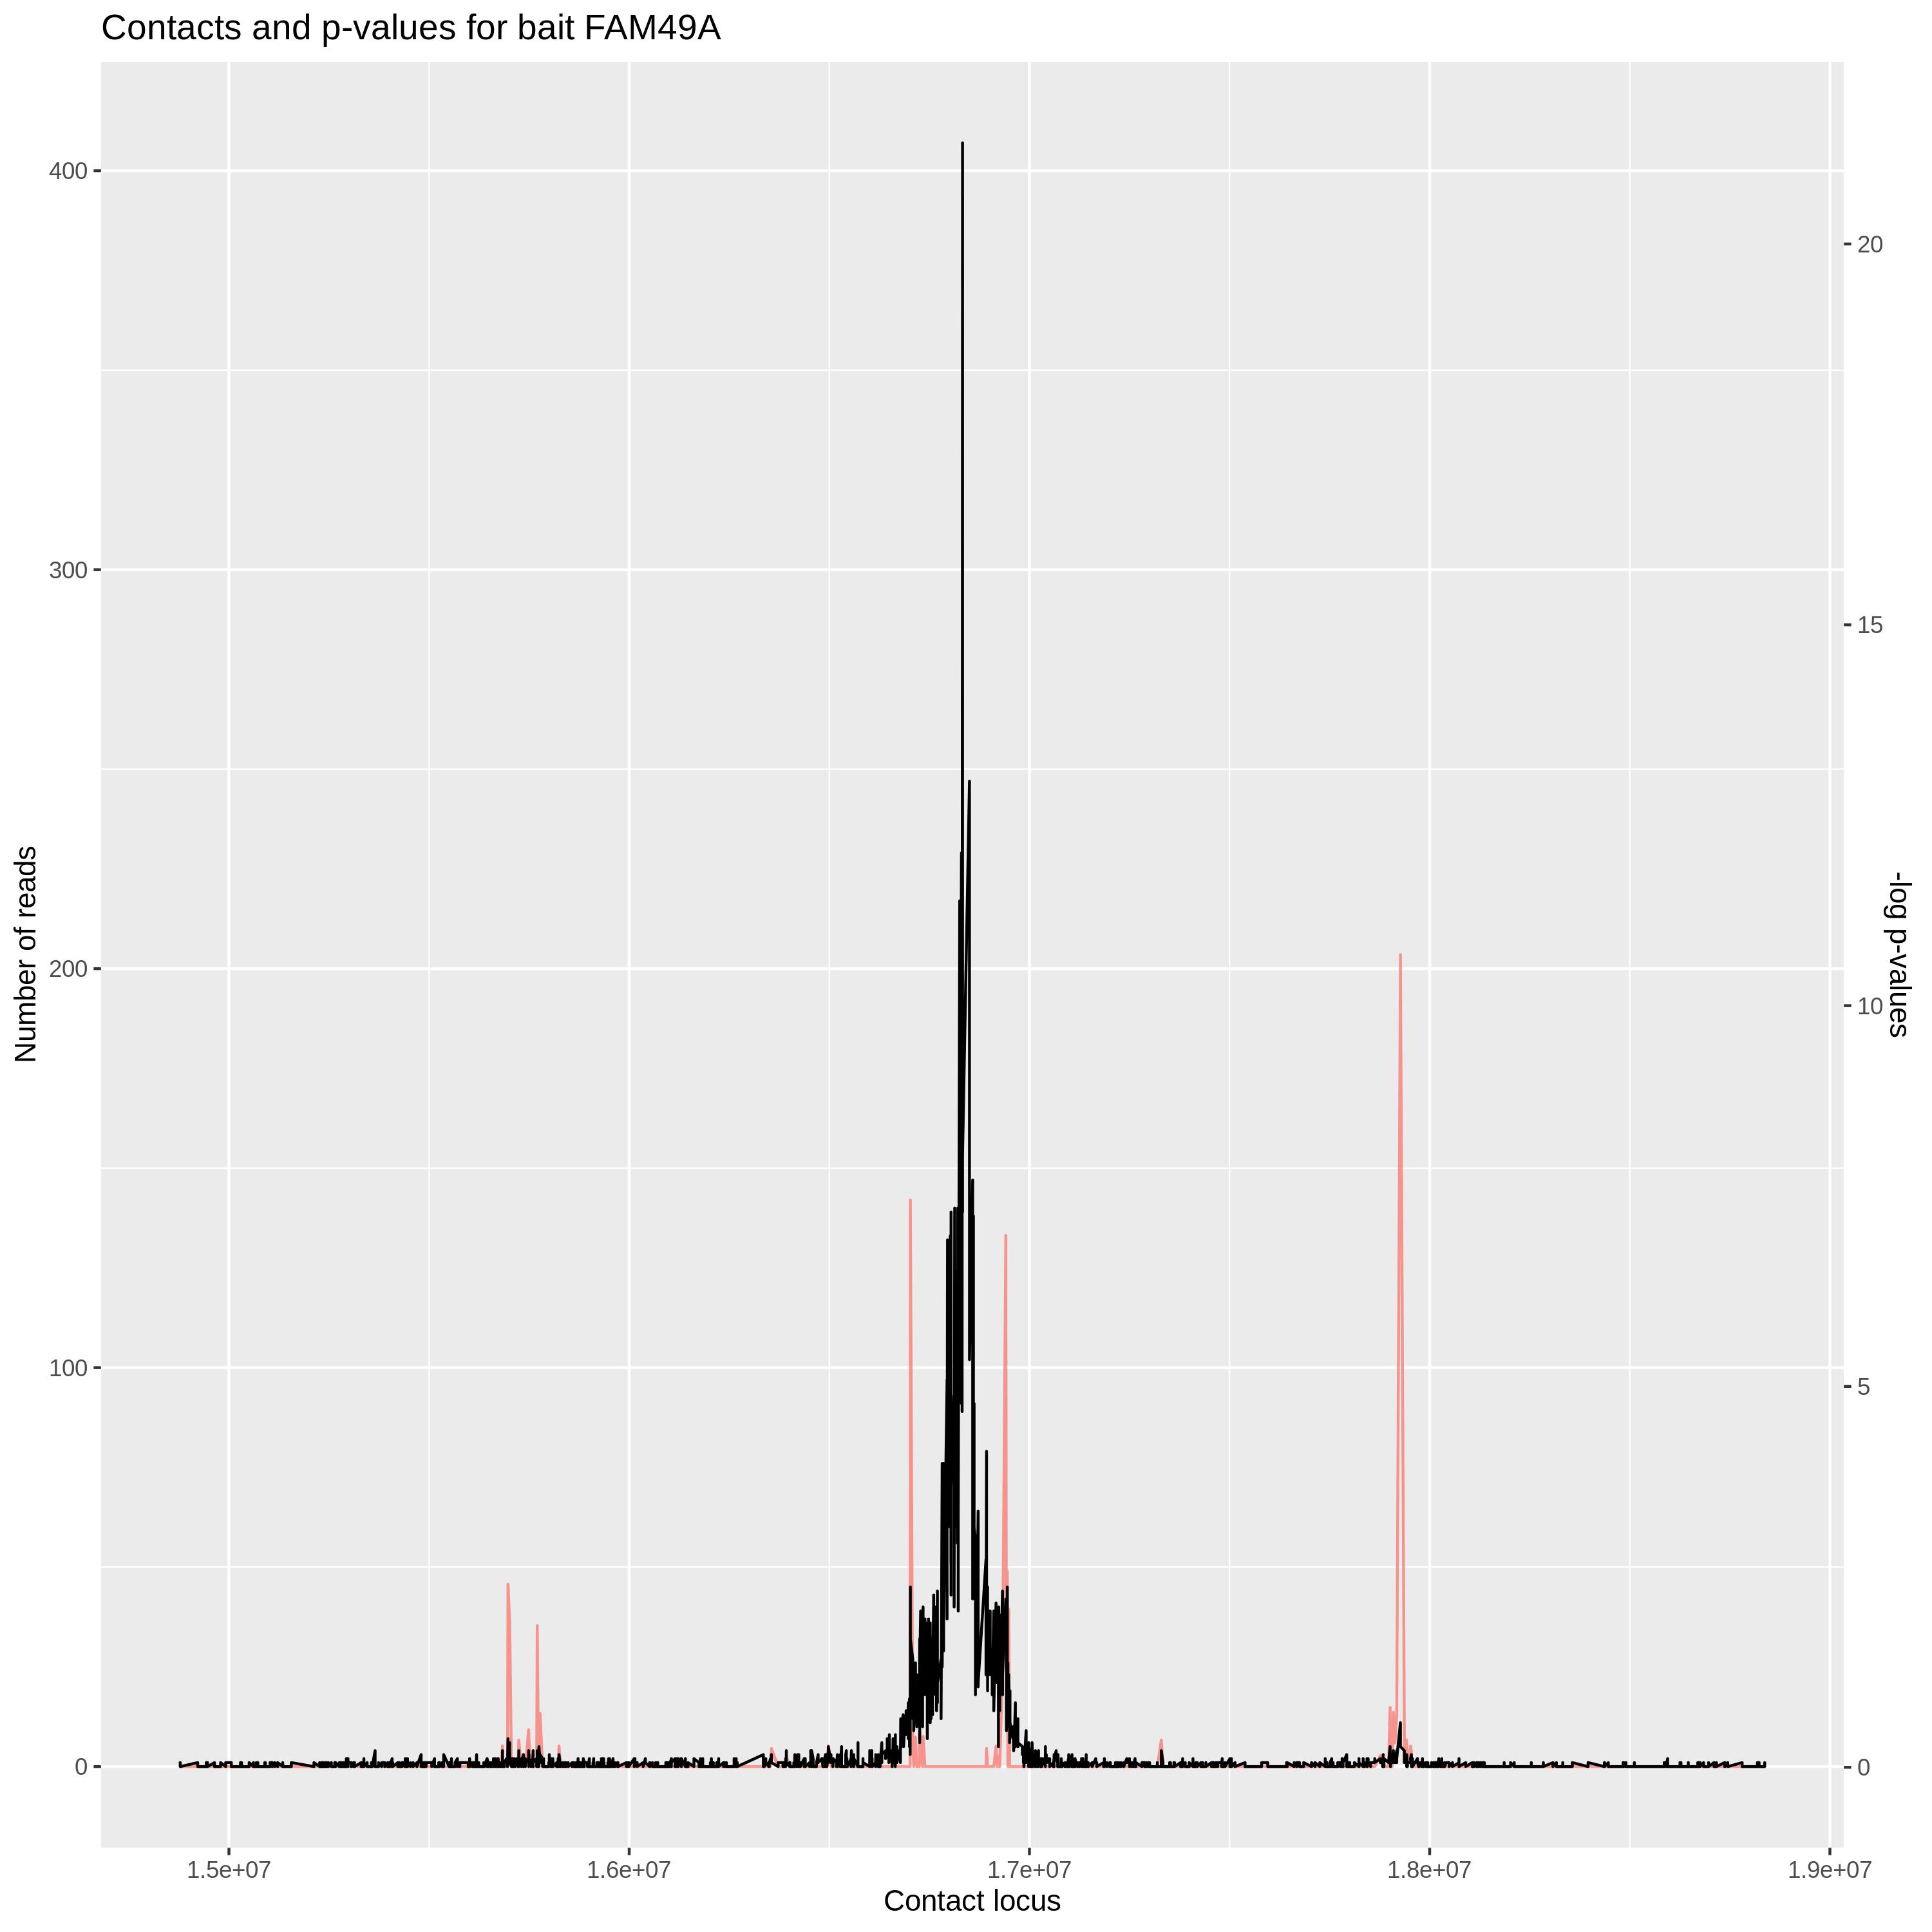 Contacts and p-values for bait FAM49A
400
300
200
100
0
Number of reads
20
15
10
5
0
-log p-values
1.5e+07
1.6e+07
1.7e+07
1.8e+07
1.9e+07
Contact locus